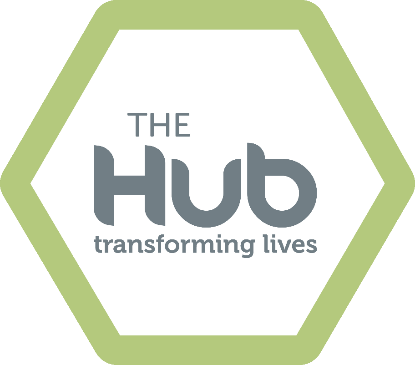 THE
Hub
transforming lives